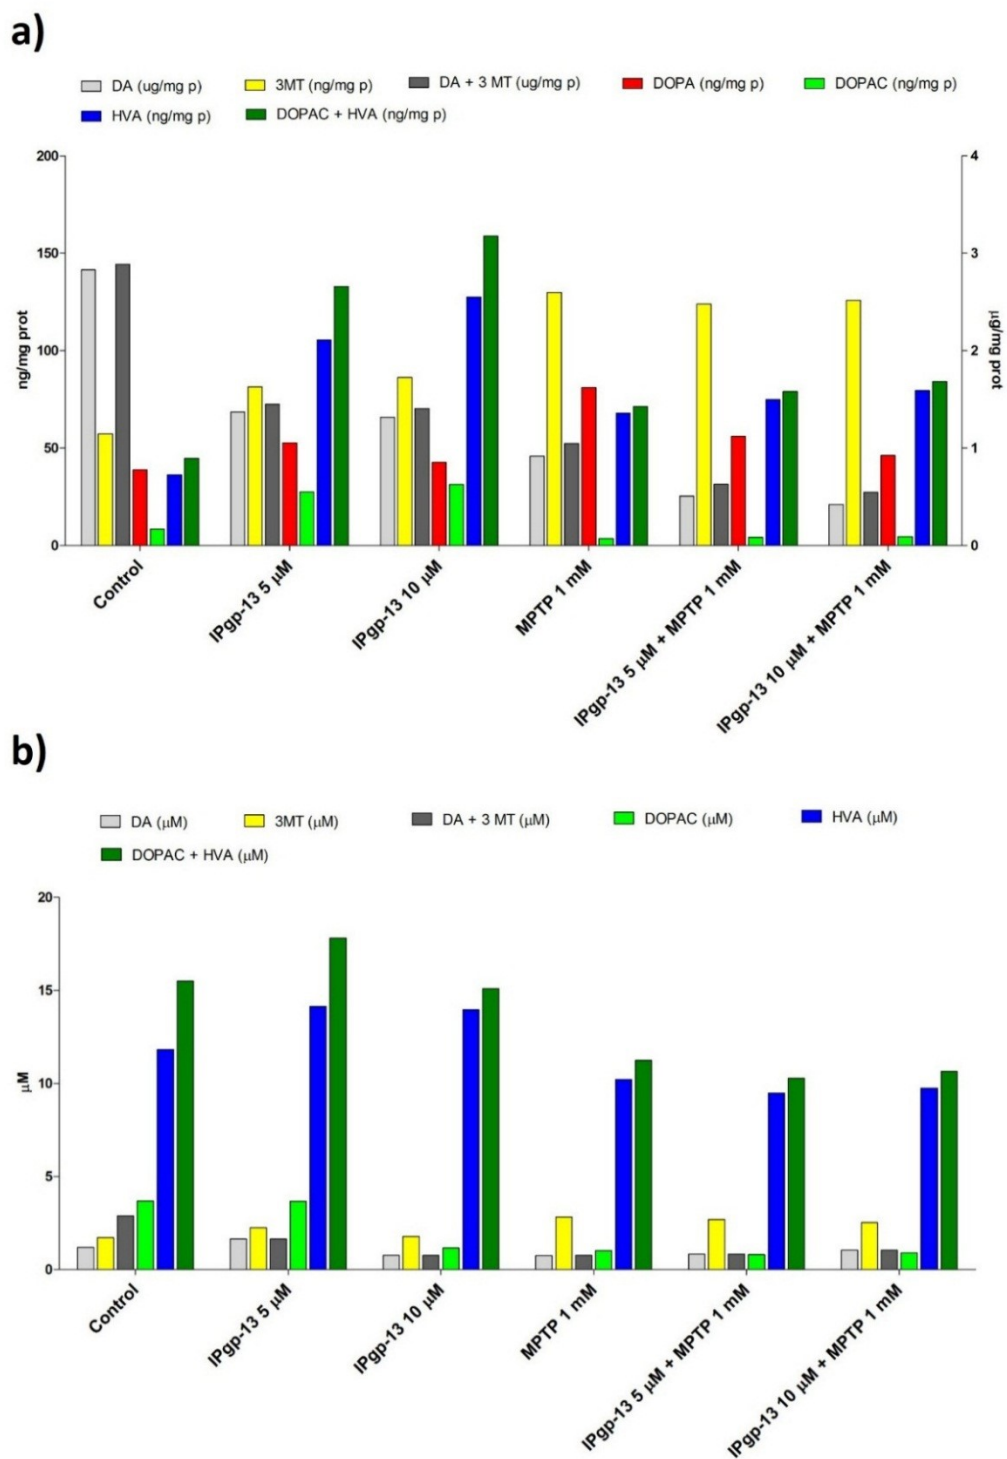 a)
DA (ug/mg p) 3MT (ng/mg p) DA + 3 MT (ug/mg p) DOPA (ng/mg p) DOPAC (ng/mg p)
HVA (ng/mg p) DOPAC + HVA (ng/mg p)
200 4
150 3
ng/mg prot
100 2
μg/mg prot
50 1
0 0
Control IPgp-13 5 μM IPgp-13 10 μM MPTP 1 mM IPgp-13 5 μM + MPTP 1 mM IPgp-13 10 μM + MPTP 1 mM
b)
DA (μM) 3MT (μM) DA + 3 MT (μM) DOPAC (μM) HVA (μM)
DOPAC + HVA (μM)
20
15
μM
10
5
0
Control IPgp-13 5 μM IPgp-13 10 μM MPTP 1 mM IPgp-13 5 μM + MPTP 1 mM IPgp-13 10 μM + MPTP 1 mM